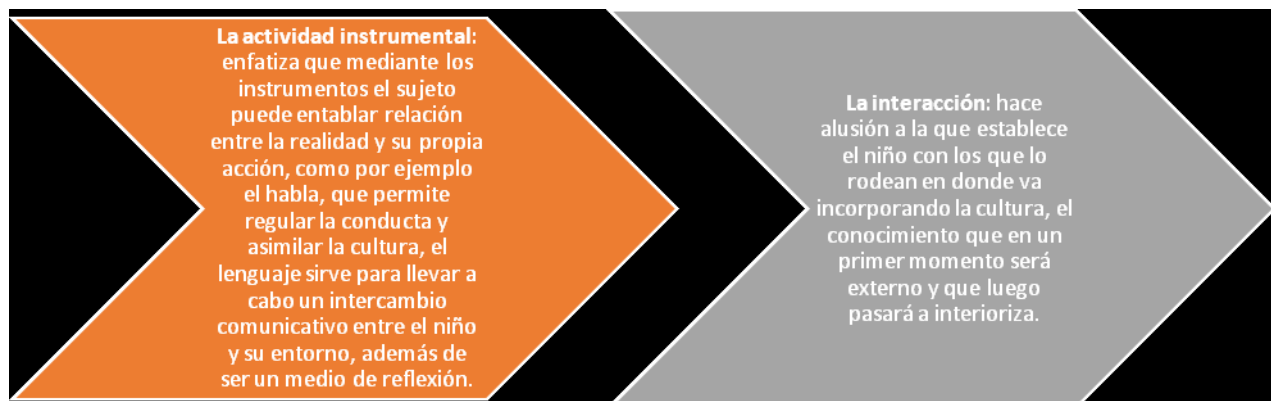 La actividad instrumental:
enfatiza que mediante los
instrumentos el sujeto
puede entablar relación
entre la realidad y su propia
acción, como por ejemplo
el habla, que permite
regular la conducta y
asimilar la cultura, el
lenguaje sirve para llevar a
cabo un intercambio
comunicativo entre el niño
y su entorno, además de
ser un medio de reflexión.
La interacción: hace
alusión a la que establece
el niño con los que lo
rodean en donde va
incorporando la cultura, el
conocimiento que en un
primer momento será
externo y que luego
pasará a interioriza.